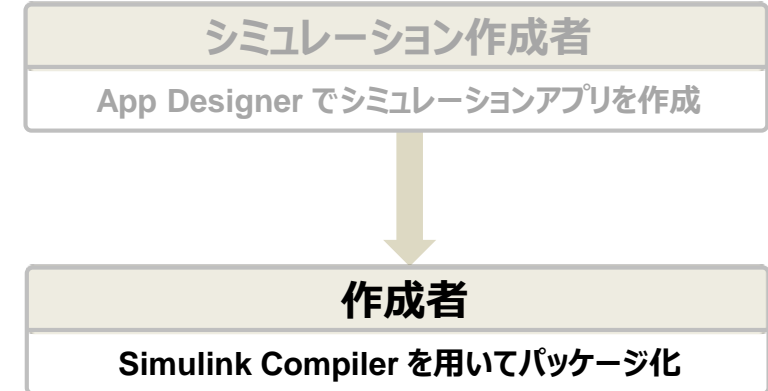 シミュレーション作成者
App Designer でシミュレーションアプリを作成
作成者
Simulink Compiler を用いてパッケージ化